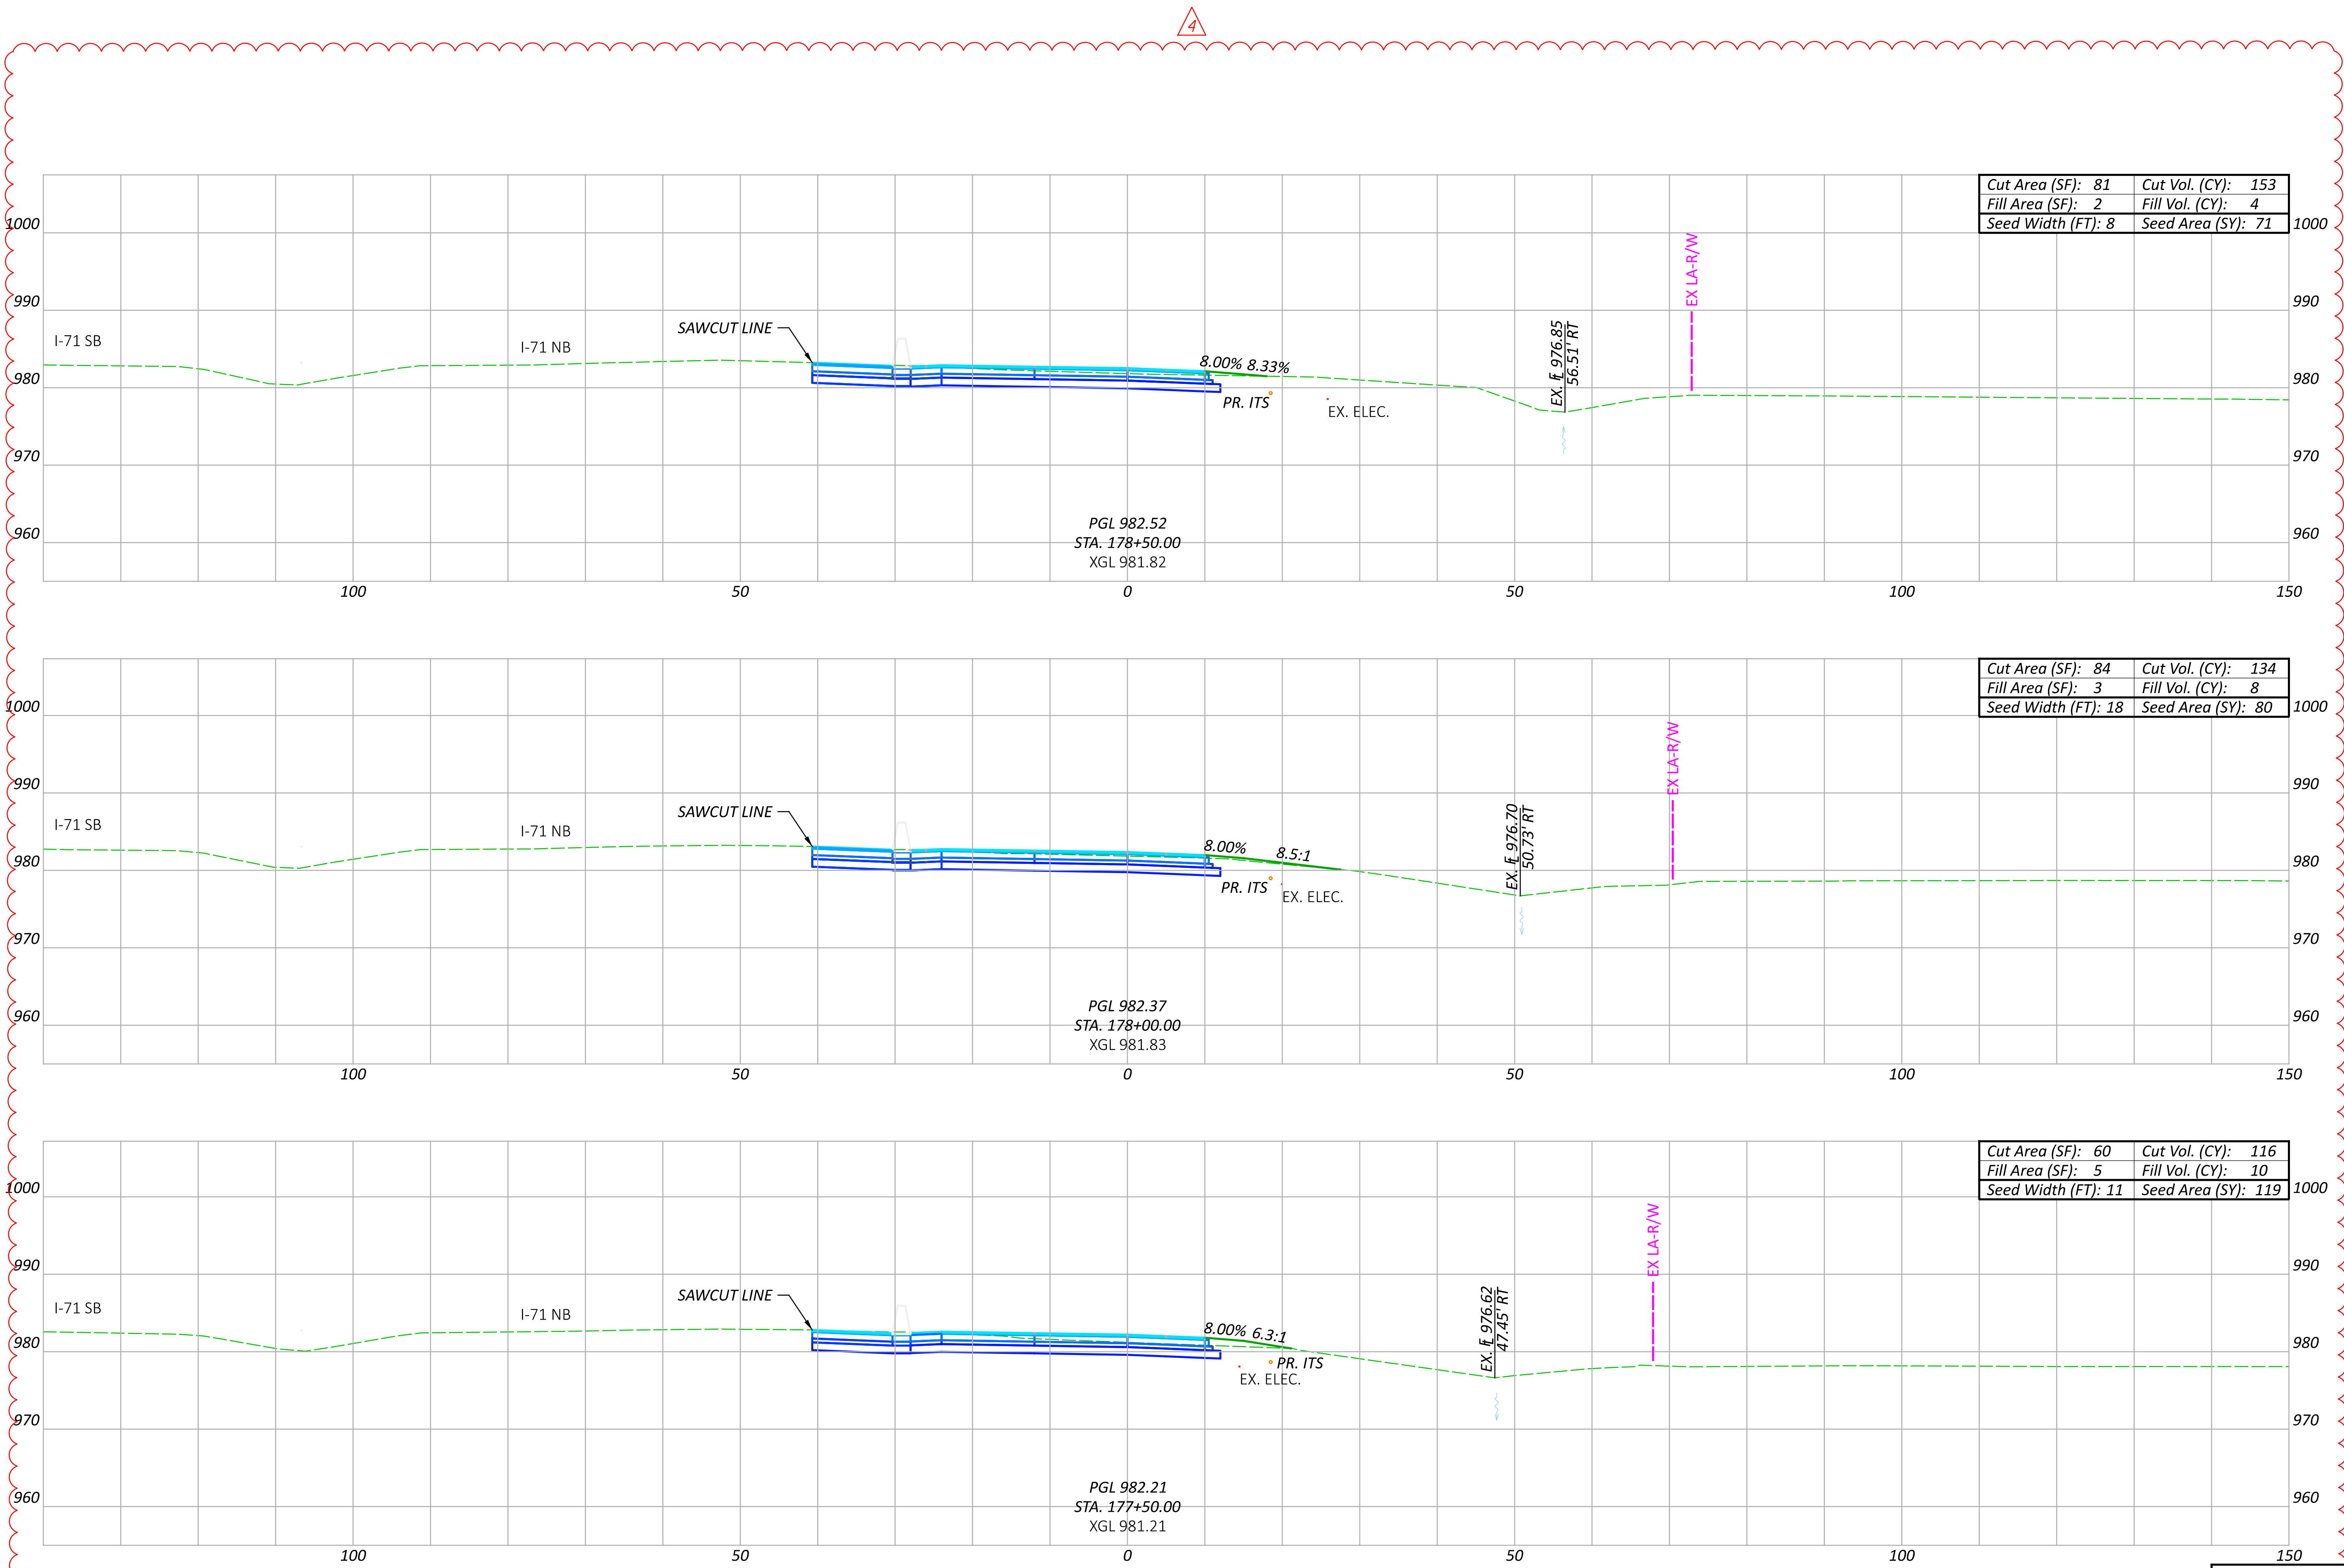 4
Cut Area (SF): 81 Cut Vol. (CY): 153
Fill Area (SF): 2 Fill Vol. (CY): 4
Seed Width (FT): 8 Seed Area (SY): 71
1000 1000
EX LA-R/W
990 990
I-71 SB
I-71 NB
SAWCUT LINE
8.00% 8.33%
EX. FL 976.85
56.51' RT
980 980
PR. ITS
EX. ELEC.
970 970
PGL 982.52
960 STA. 178+50.00 960
XGL 981.82
100 50 0 50 100 150
Cut Area (SF): 84 Cut Vol. (CY): 134
Fill Area (SF): 3 Fill Vol. (CY): 8
Seed Width (FT): 18 Seed Area (SY): 80
1000 1000
EX LA-R/W
990 990
I-71 SB
I-71 NB
SAWCUT LINE
8.00% 8.5:1
EX. FL 976.70
50.73' RT
980 980
PR. ITS
EX. ELEC.
970 970
PGL 982.37
960 STA. 178+00.00 960
XGL 981.83
100 50 0 50 100 150
Cut Area (SF): 60 Cut Vol. (CY): 116
Fill Area (SF): 5 Fill Vol. (CY): 10
Seed Width (FT): 11 Seed Area (SY): 119
1000 1000
EX LA-R/W
990 990
I-71 SB
I-71 NB
SAWCUT LINE
8.00% 6.3:1
EX. FL 976.62
47.45' RT
980 980
PR. ITS
EX. ELEC.
970 970
PGL 982.21
960 STA. 177+50.00 960
XGL 981.21
100 50 0 50 100 150